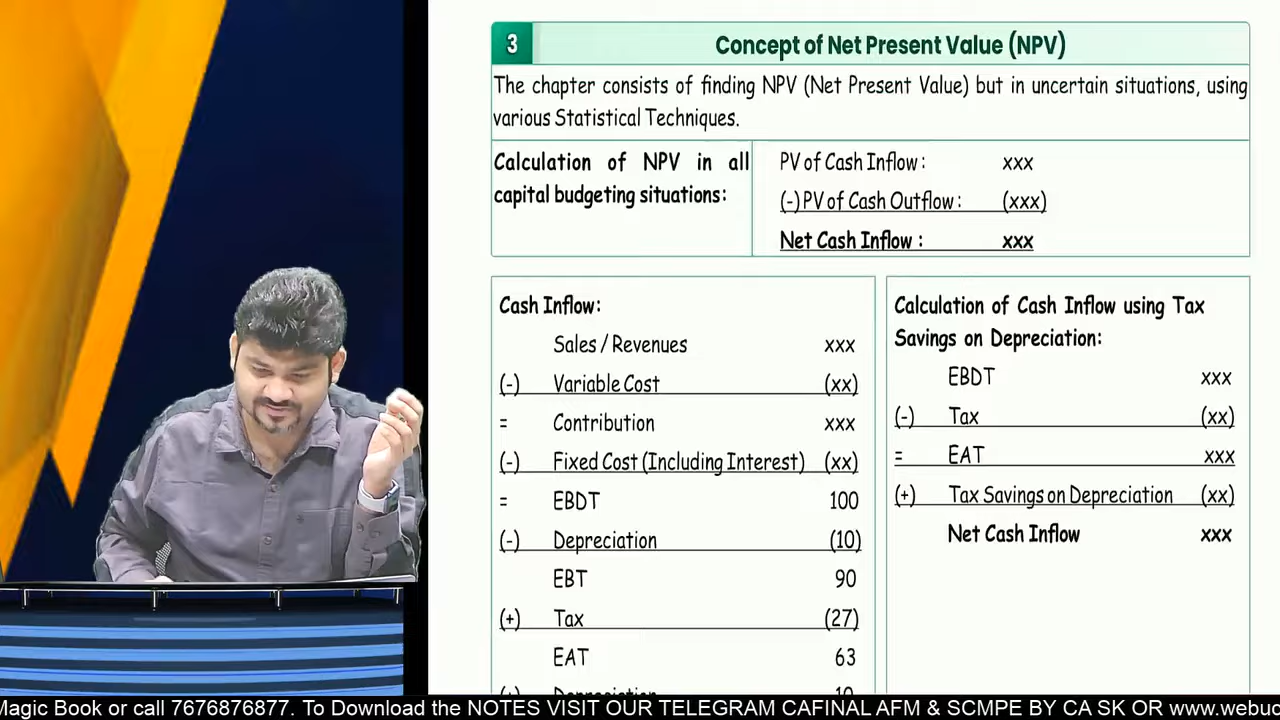 3 Concept of Net Present Value (NPV)
The chapter consists of finding NPV (Net Present Value) but in uncertain situations, using
various Statistical Techniques.
Calculation of NPV in all
capital budgeting situations:
PV of Cash Inflow : xxx
(-) PV of Cash Outflow : (xxx)
Net Cash Inflow : xxx
Cash Inflow:
Sales / Revenues xxx
(-) Variable Cost (xx)
= Contribution xxx
(-) Fixed Cost (Including Interest) (xx)
= EBDT 100
(-) Depreciation (10)
EBT 90
(+) Tax (27)
EAT 63
(+) Depreciation 10
Calculation of Cash Inflow using Tax
Savings on Depreciation:
EBDT xxx
(-) Tax (xx)
= EAT xxx
(+) Tax Savings on Depreciation (xx)
Net Cash Inflow xxx
Magic Book or call 7676876877. To Download the NOTES VISIT OUR TELEGRAM CAFINAL AFM & SCMPE BY CA SK OR www.webuc